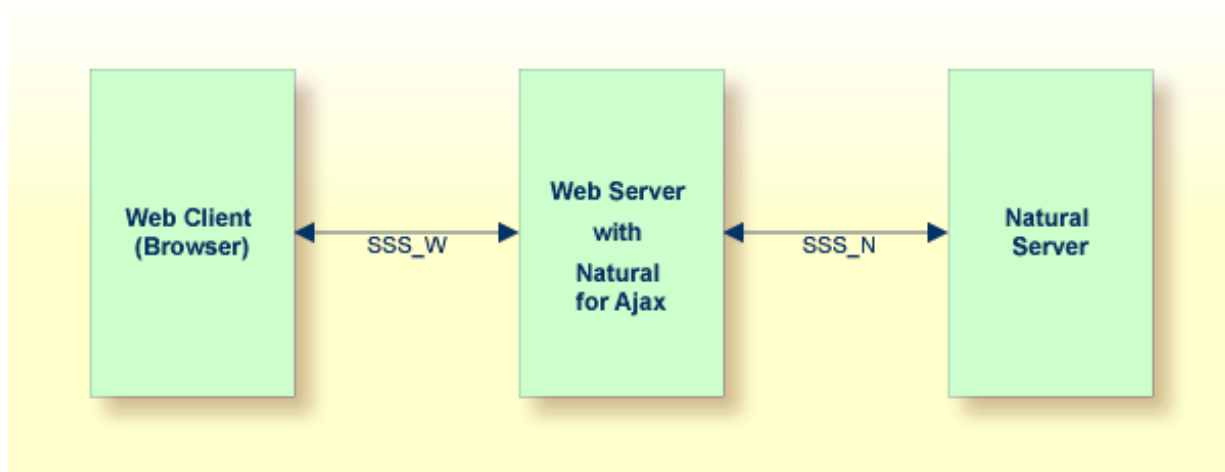 Web Client
(Browser)
SSS_W
Web Server
with
Natural
for Ajax
SSS_N
Natural
Server